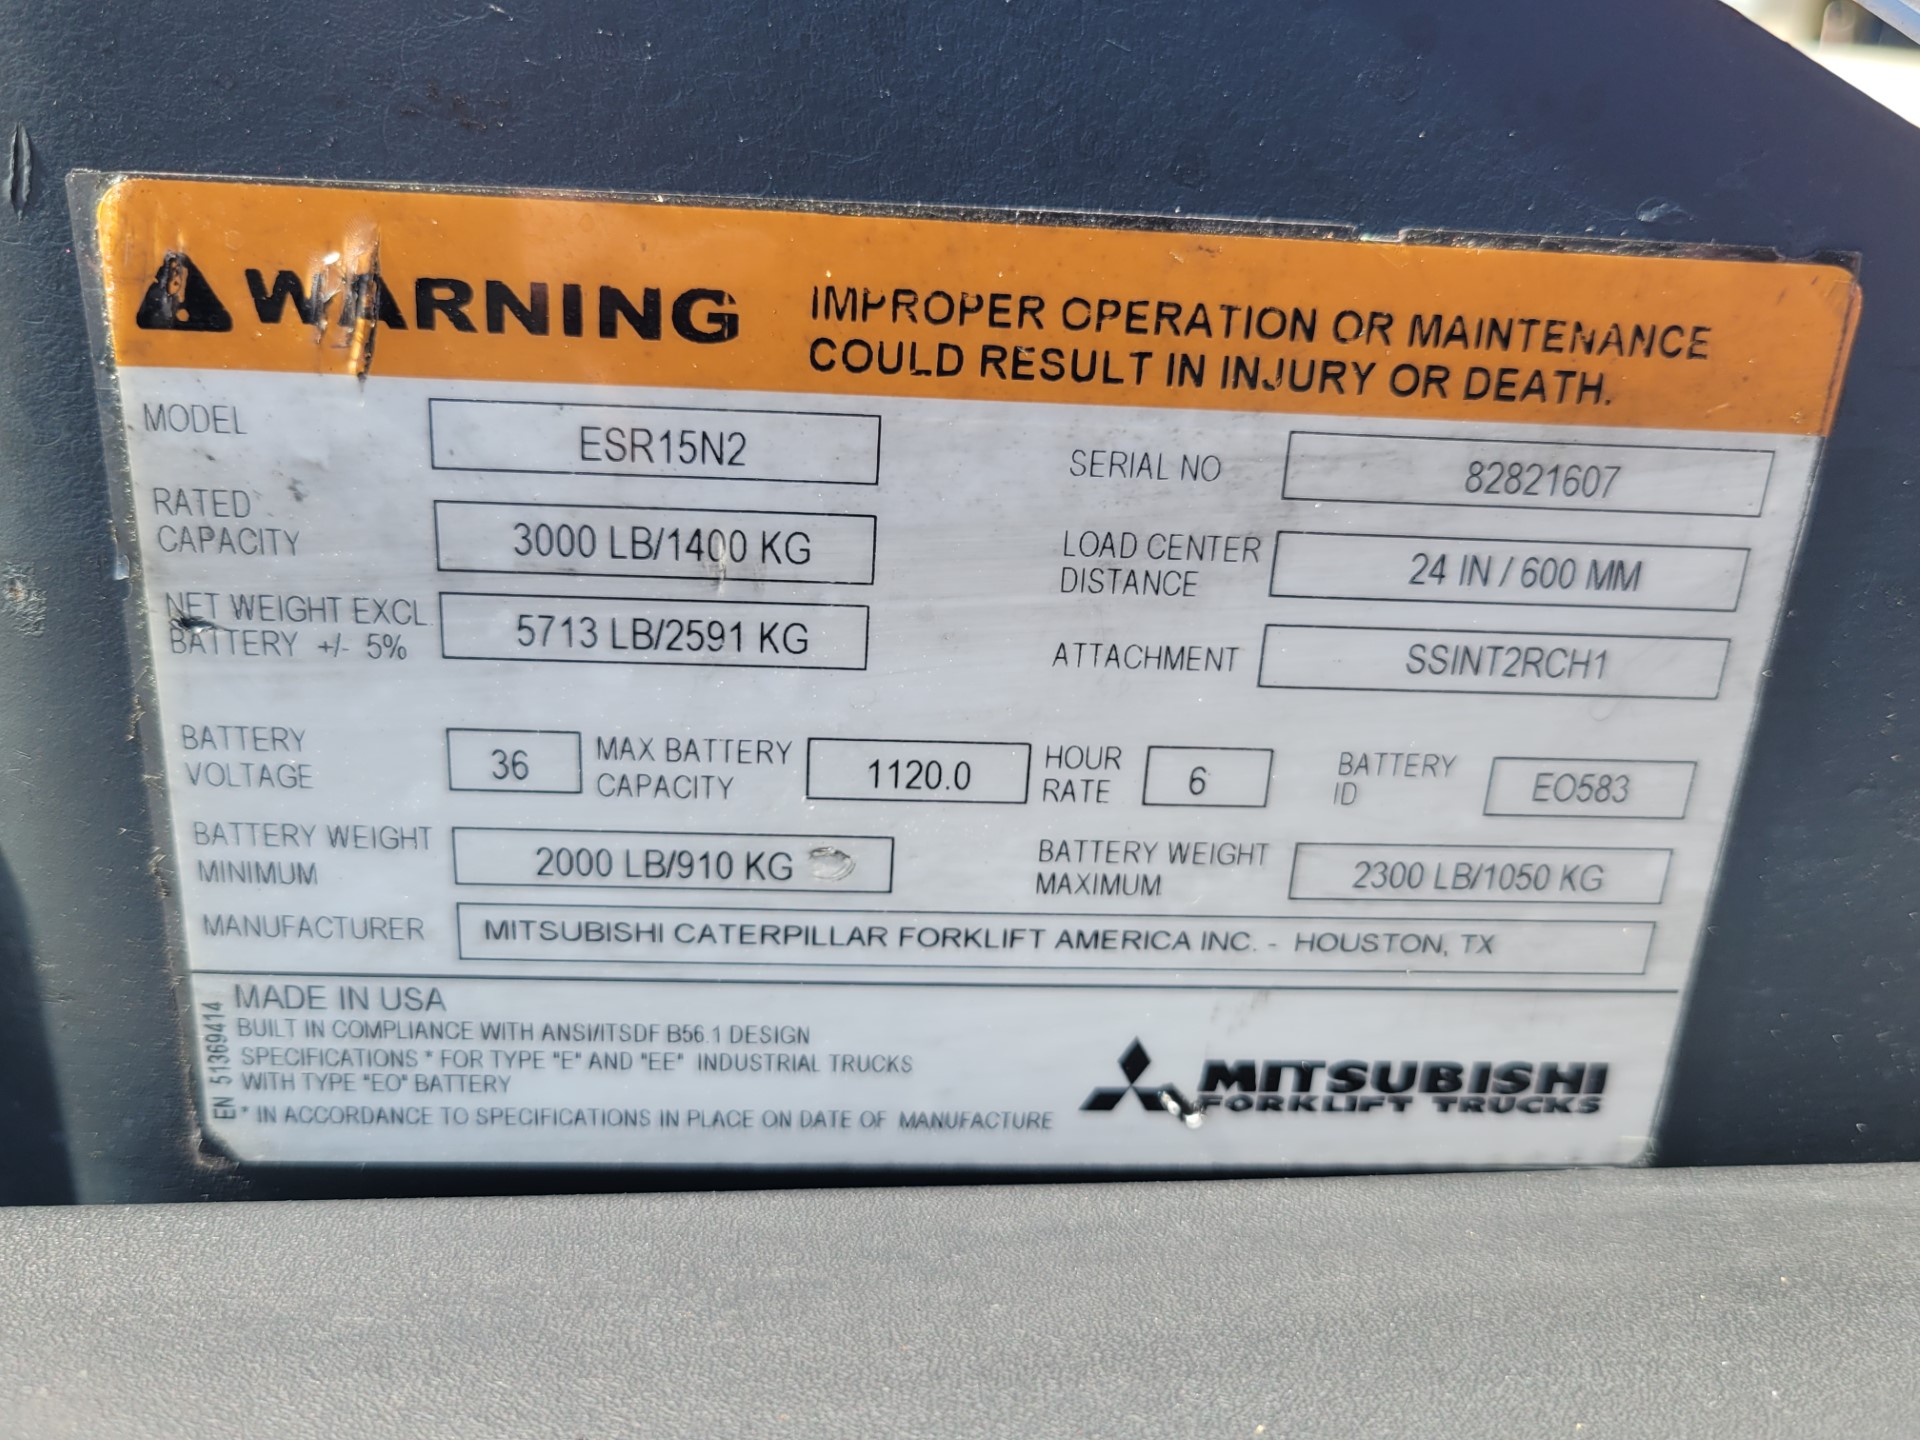 WARNING
IMPROPER OPERATION OR MAINTENANCE
COULD RESULT IN INJURY OR DEATH.
MODEL ESR15N2 SERIAL NO 82821607
RATED
CAPACITY 3000 LB/1400 KG
LOAD CENTER
DISTANCE 24 IN / 600 MM
NET WEIGHT EXCL
BATTERY +/- 5% 5713 LB/2591 KG
ATTACHMENT SSINT2RCH1
BATTERY
VOLTAGE 36
MAX BATTERY
CAPACITY 1120.0
HOUR
RATE 6
BATTERY
ID EO583
BATTERY WEIGHT
MINIMUM 2000 LB/910 KG
BATTERY WEIGHT
MAXIMUM 2300 LB/1050 KG
MANUFACTURER MITSUBISHI CATERPILLAR FORKLIFT AMERICA INC. - HOUSTON, TX
MADE IN USA
BUILT IN COMPLIANCE WITH ANSI/ITSDF B56.1 DESIGN
SPECIFICATIONS * FOR TYPE "E" AND "EE" INDUSTRIAL TRUCKS
WITH TYPE "EO" BATTERY
* IN ACCORDANCE TO SPECIFICATIONS IN PLACE ON DATE OF MANUFACTURE
EN 51369414
MITSUBISHI
FORKLIFT TRUCKS